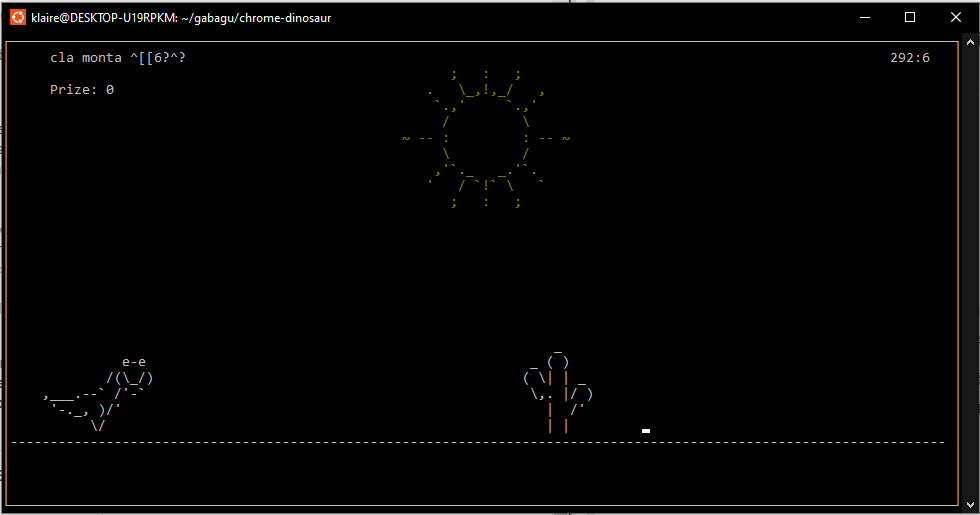 klaire@DESKTOP-U19RPKM: ~/gabagu/chrome-dinosaur
cla monta ^[[6?^?
292:6
Prize: 0